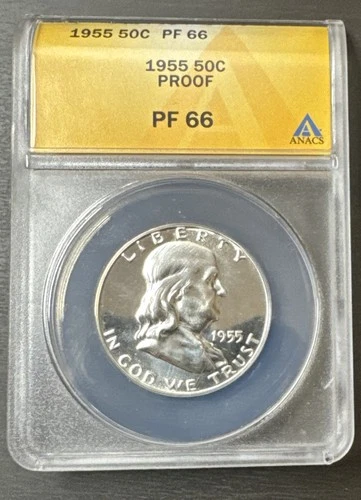 1955 50C PF 66
1955 50C
PROOF
PF 66
ANACS
LIBERTY
1955
IN GOD WE TRUST